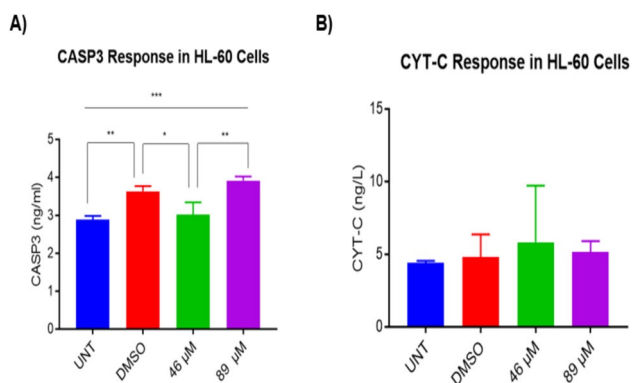 A)
CASP3 Response in HL-60 Cells
***
** * **
5
4
3
2
1
0
CASP3 (ng/ml)
UNT DMSO 46 µM 89 µM
B)
CYT-C Response in HL-60 Cells
15
10
5
0
CYT-C (ng/L)
UNT DMSO 46 µM 89 µM